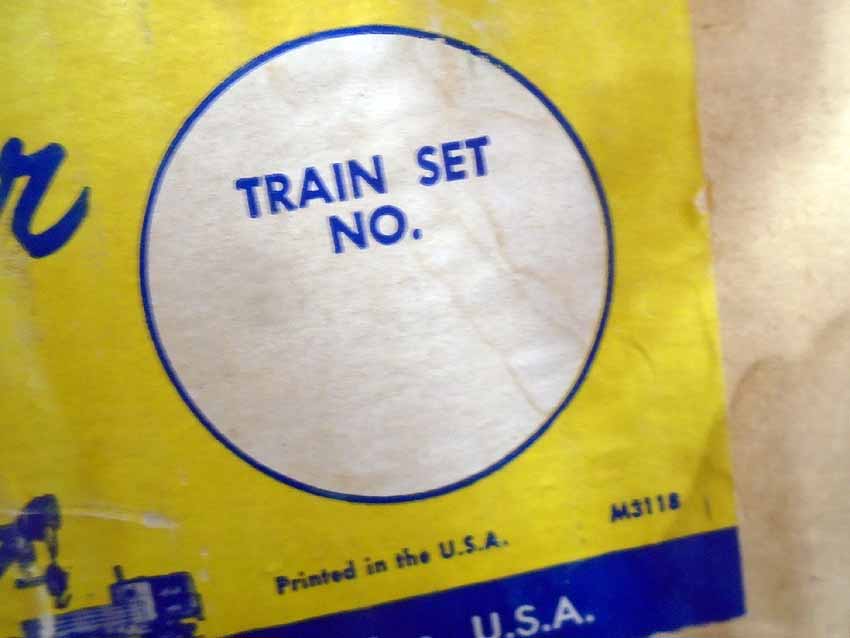 TRAIN SET
NO.
M3118
Printed in the U.S.A.
U.S.A.